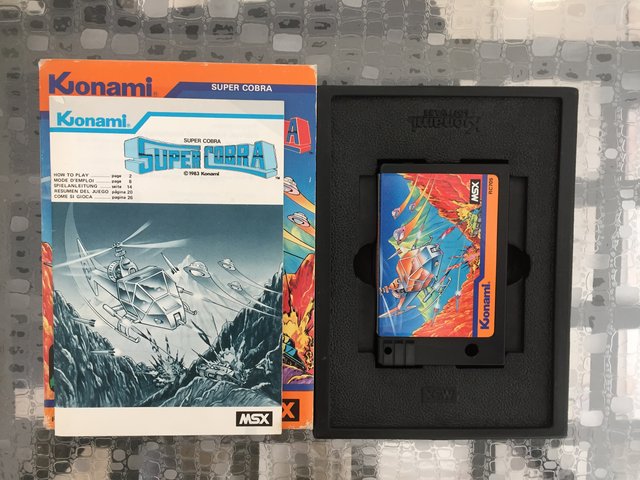 Konami®
SUPER COBRA
A
Konami®
SUPER COBRA
SUPER COBRA
©1983 Konami
HOW TO PLAY ............ page 2
MODE D'EMPLOI ......... page 8
SPIELANLEITUNG ....... seite 14
RESUMEN DEL JUEGO página 20
COME SI GIOCA ........ pagina 26
MSX
X
Konami
MSX
RC705
Konami
MSX